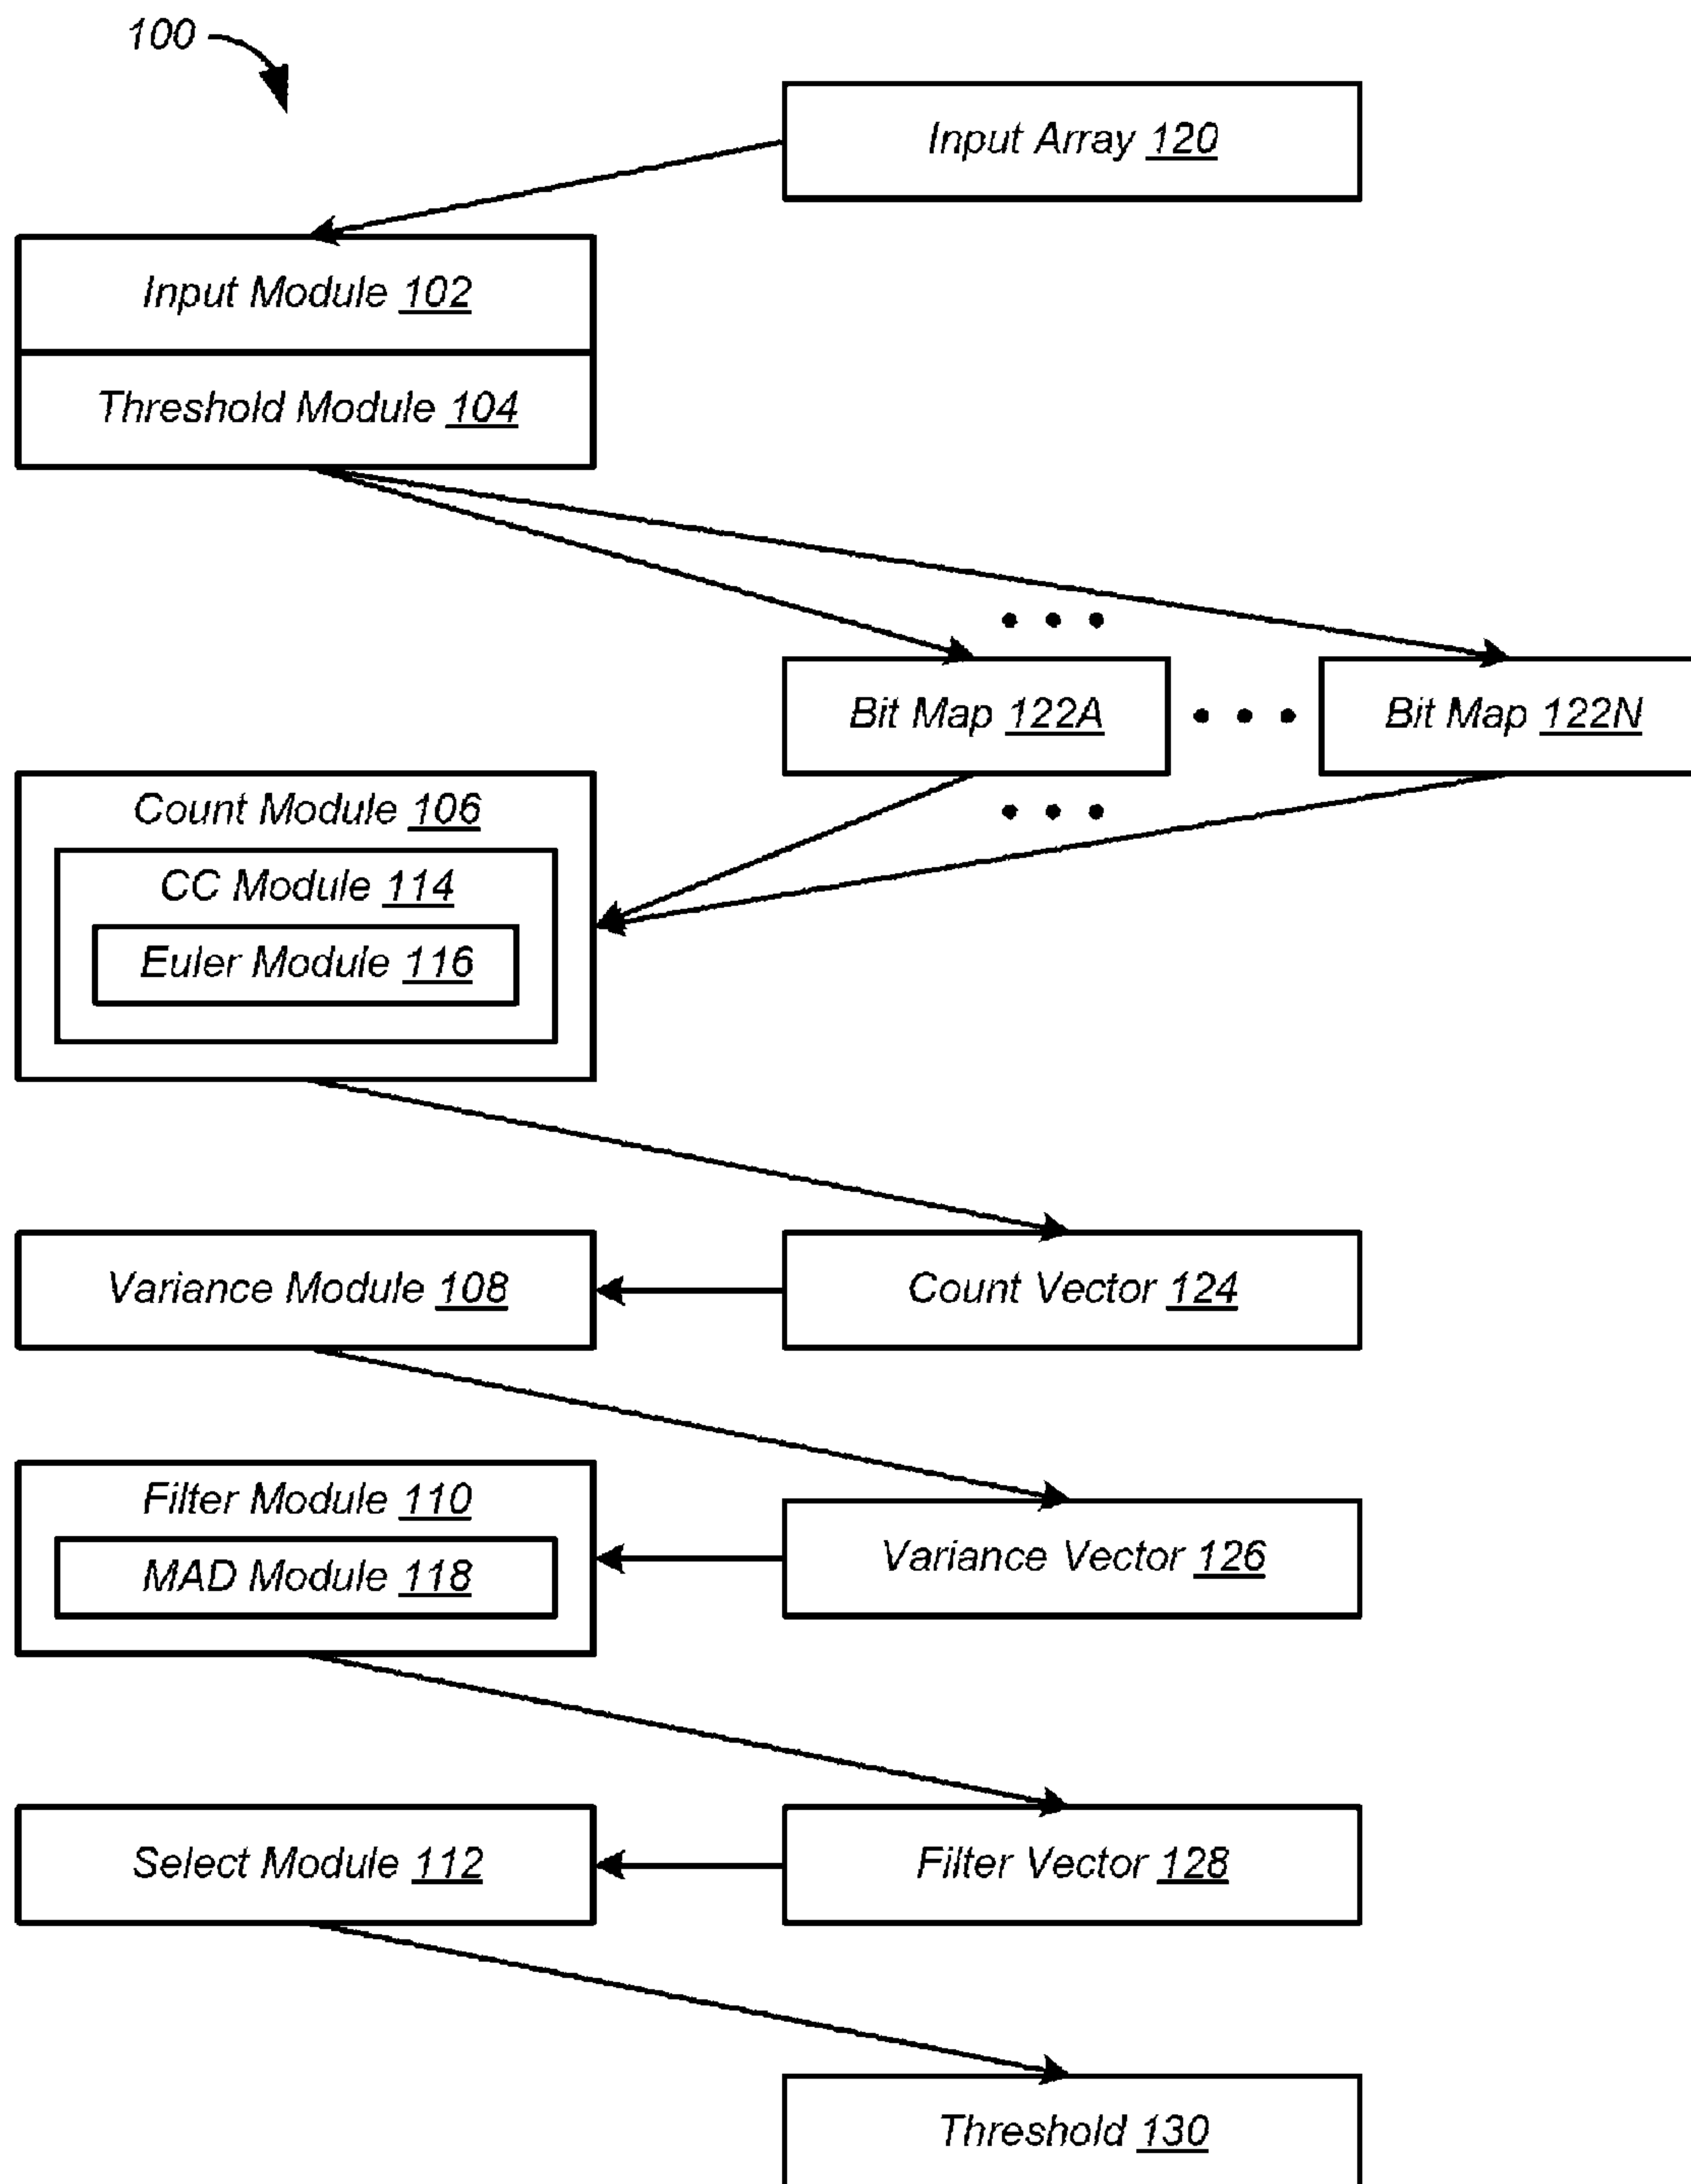 100
Input Array 120
Input Module 102
Threshold Module 104
Bit Map 122A
Bit Map 122N
Count Module 106
CC Module 114
Euler Module 116
Variance Module 108
Count Vector 124
Filter Module 110
MAD Module 118
Variance Vector 126
Select Module 112
Filter Vector 128
Threshold 130